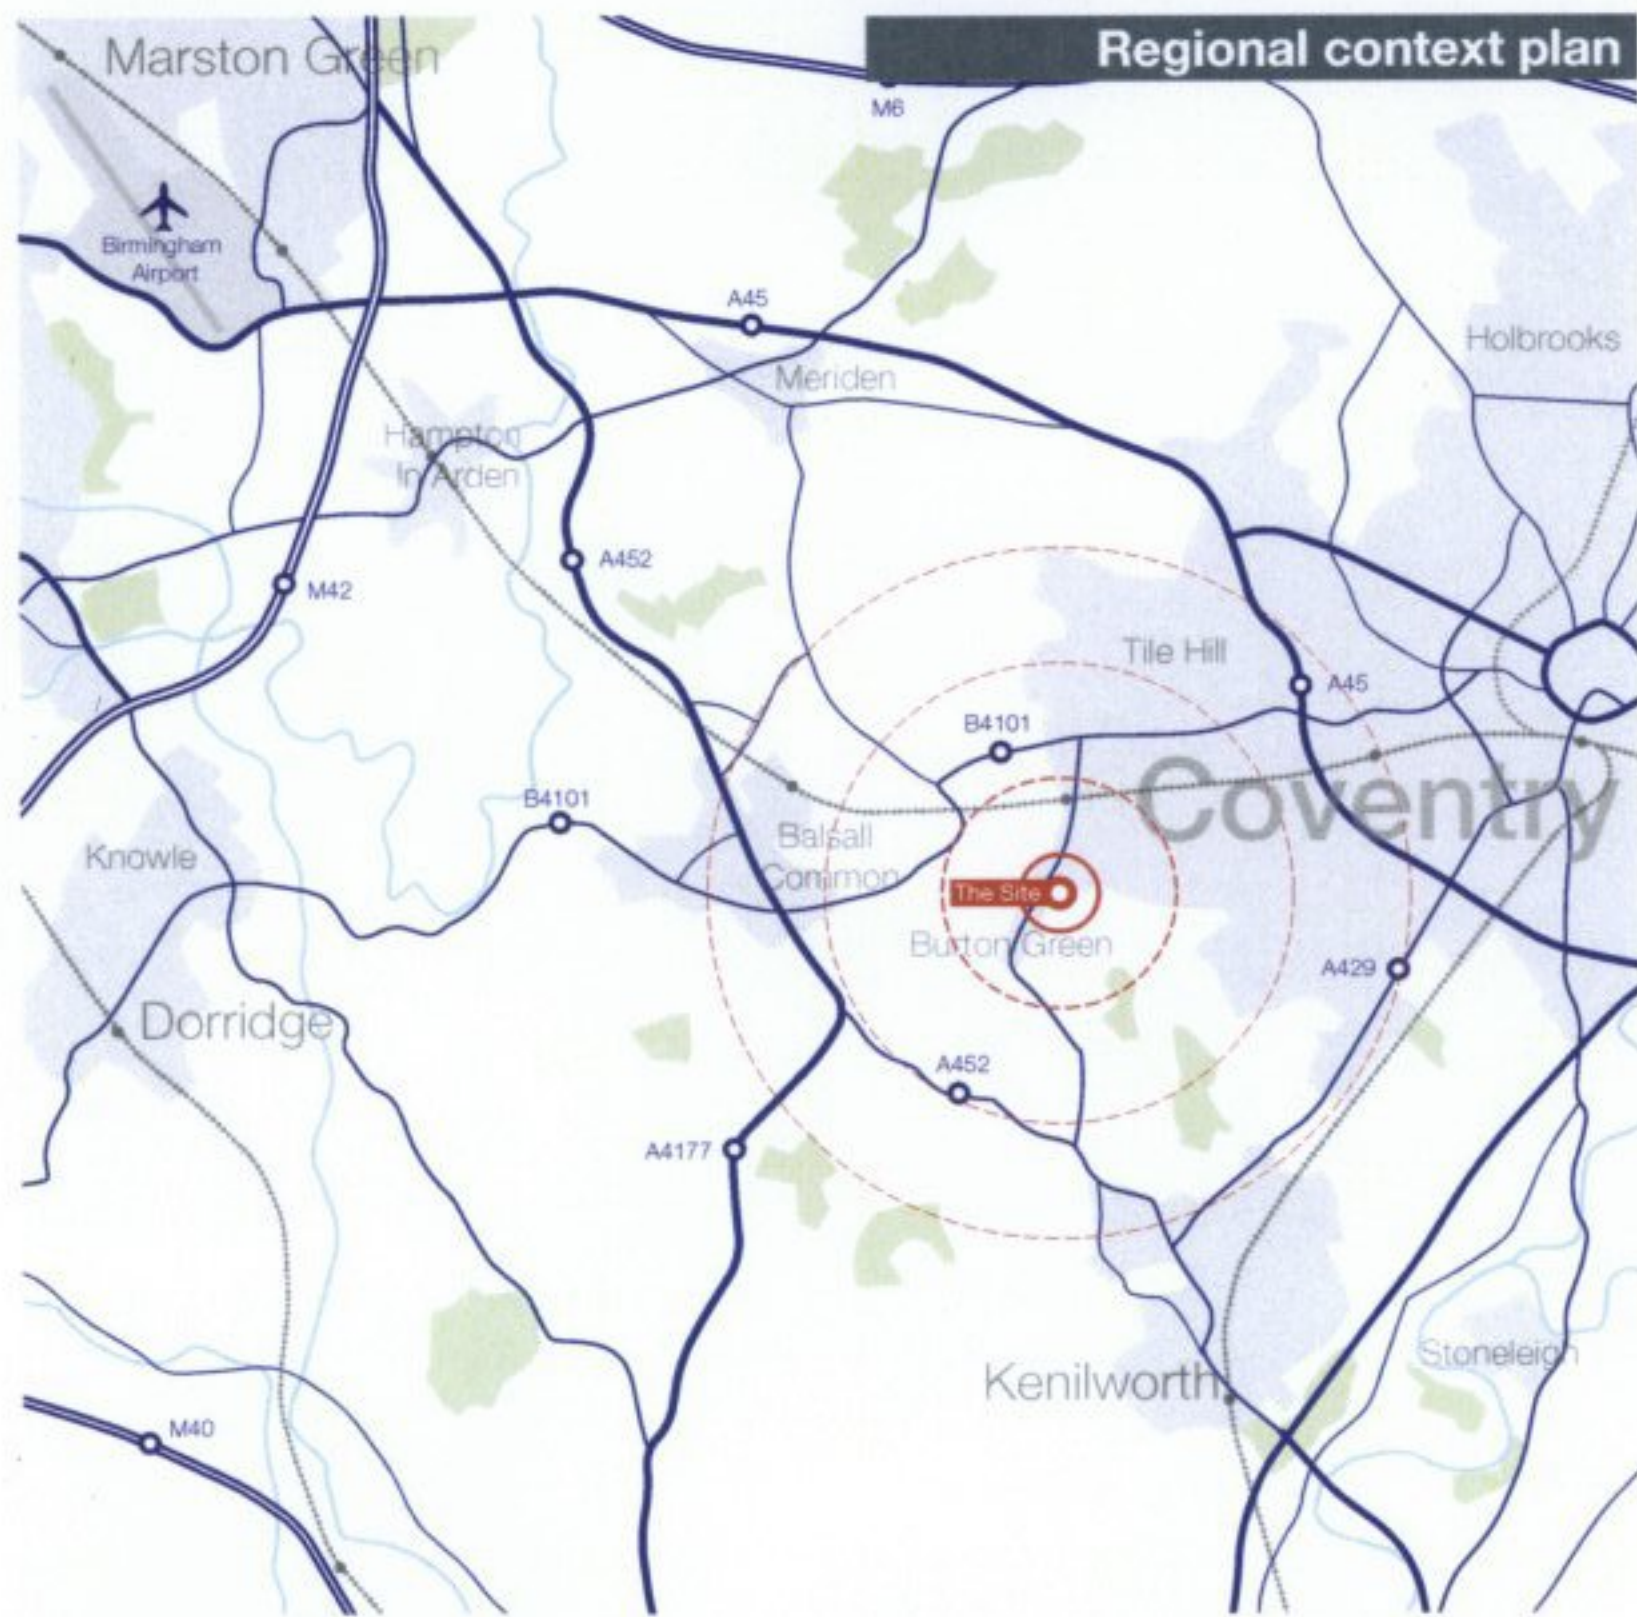 Regional context plan
Marston Green
M6
Birmingham
Airport
A45
Holbrooks
Meriden
Hampton
In Arden
A452
M42
Tile Hill
A45
B4101
Coventry
B4101
Balsall
Common
Knowle
The Site
Burton Green
A429
Dorridge
A452
A4177
Stoneleigh
Kenilworth
M40